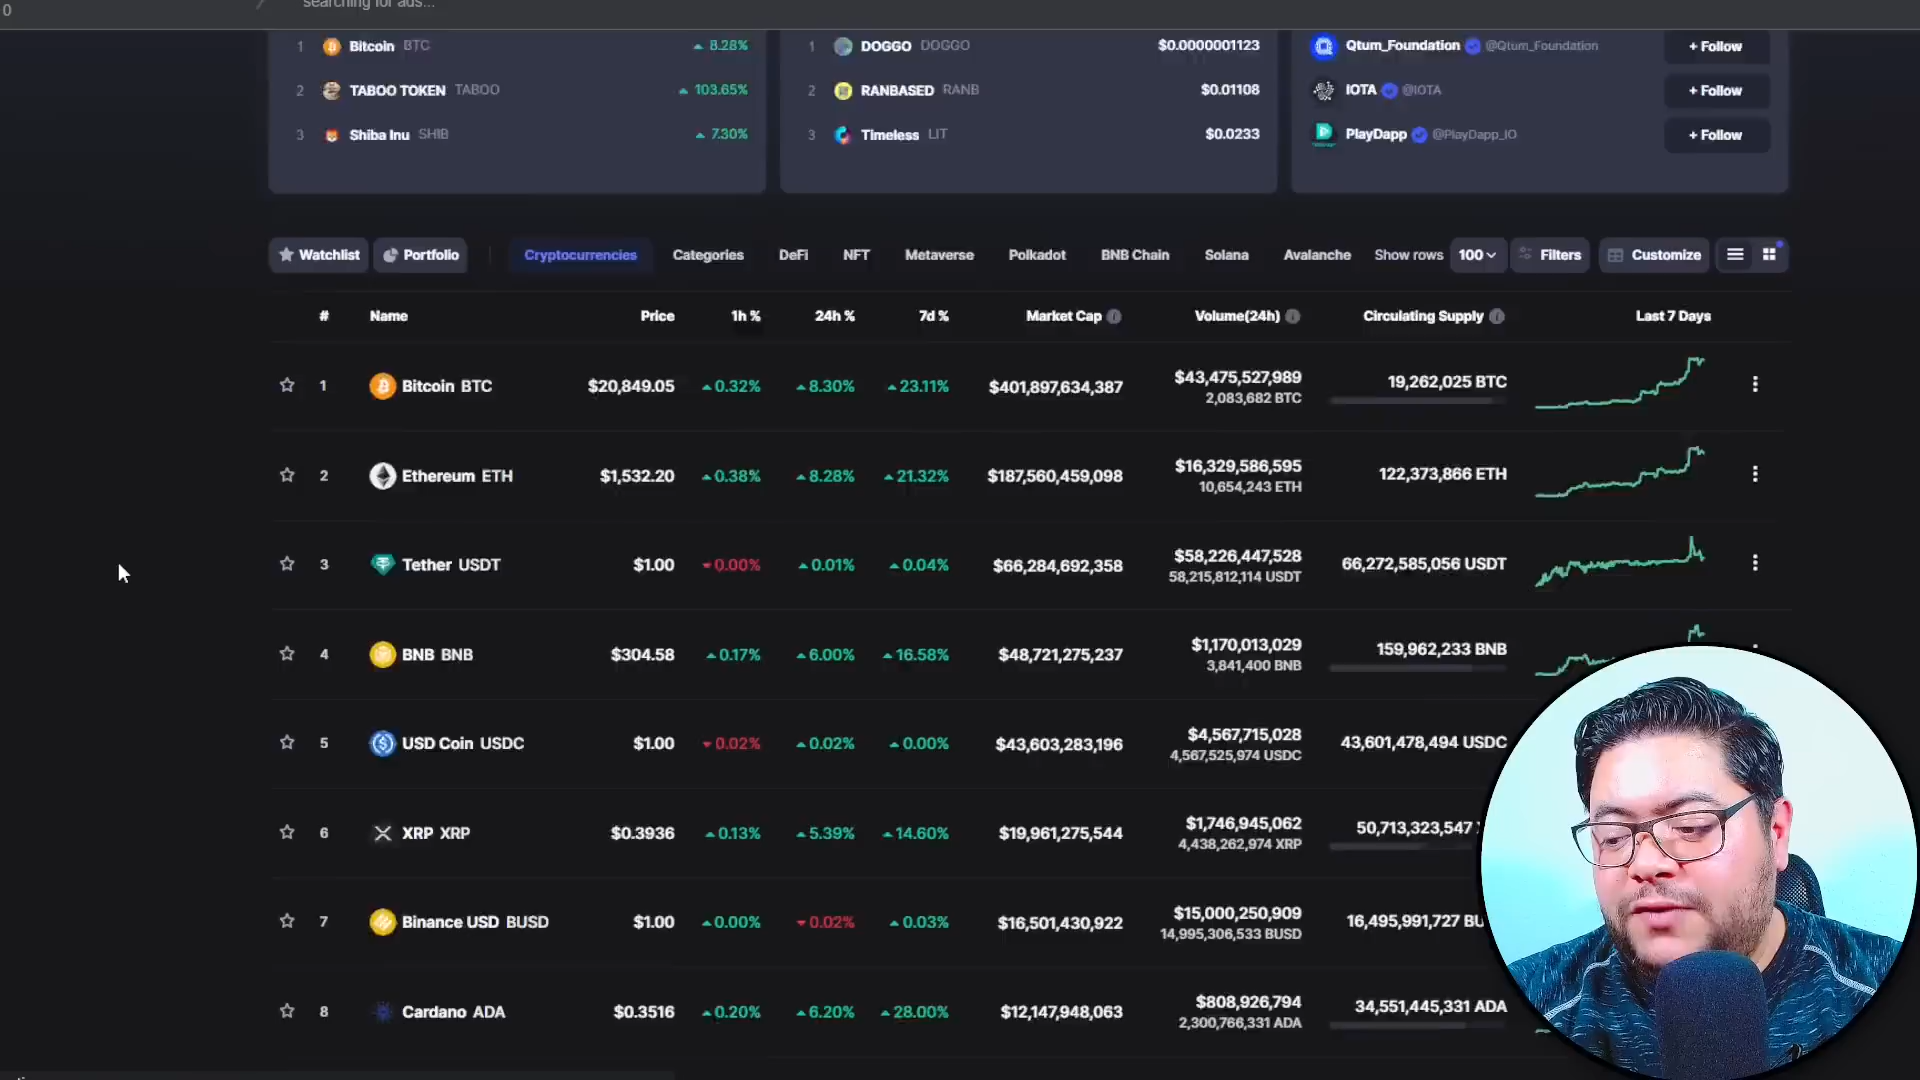 0
searching for ads...
1 Bitcoin BTC 8.28%
2 TABOO TOKEN TABOO 103.65%
3 Shiba Inu SHIB 7.30%
1 DOGGO DOGGO $0.0000001123
2 RANBASED RANB $0.01108
3 Timeless LIT $0.0233
Qtum_Foundation @Qtum_Foundation + Follow
IOTA @IOTA + Follow
PlayDapp @PlayDapp_IO + Follow
Watchlist Portfolio Cryptocurrencies Categories DeFi NFT Metaverse Polkadot BNB Chain Solana Avalanche Show rows 100 Filters Customize
# Name Price 1h % 24h % 7d % Market Cap Volume(24h) Circulating Supply Last 7 Days
1 Bitcoin BTC $20,849.05 0.32% 8.30% 23.11% $401,897,634,387 $43,475,527,989 19,262,025 BTC
2,083,682 BTC
2 Ethereum ETH $1,532.20 0.38% 8.28% 21.32% $187,560,459,098 $16,329,586,595 122,373,866 ETH
10,654,243 ETH
3 Tether USDT $1.00 0.00% 0.01% 0.04% $66,284,692,358 $58,226,447,528 66,272,585,056 USDT
58,215,812,114 USDT
4 BNB BNB $304.58 0.17% 6.00% 16.58% $48,721,275,237 $1,170,013,029 159,962,233 BNB
3,841,400 BNB
5 USD Coin USDC $1.00 0.02% 0.02% 0.00% $43,603,283,196 $4,567,715,028 43,601,478,494 USDC
4,567,525,974 USDC
6 XRP XRP $0.3936 0.13% 5.39% 14.60% $19,961,275,544 $1,746,945,062 50,713,323,547
4,438,262,974 XRP
7 Binance USD BUSD $1.00 0.00% 0.02% 0.03% $16,501,430,922 $15,000,250,909 16,495,991,727 BU
14,995,306,533 BUSD
8 Cardano ADA $0.3516 0.20% 6.20% 28.00% $12,147,948,063 $808,926,794 34,551,445,331 ADA
2,300,766,331 ADA